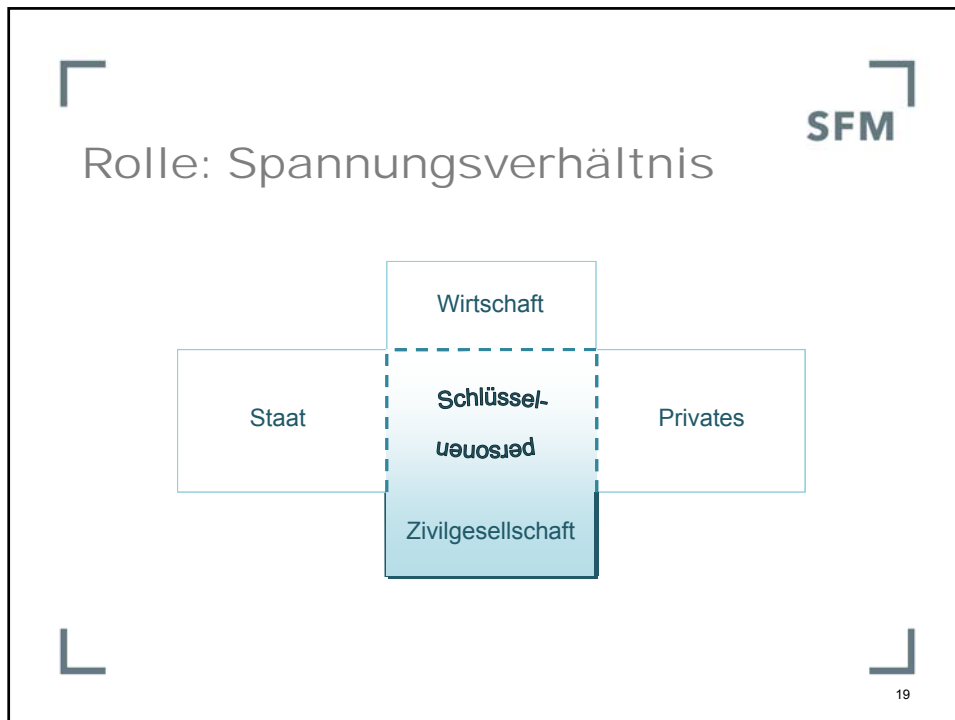 SFM
Rolle: Spannungsverhältnis
Wirtschaft
Staat
Schlüssel-
personen
Privates
Zivilgesellschaft
19